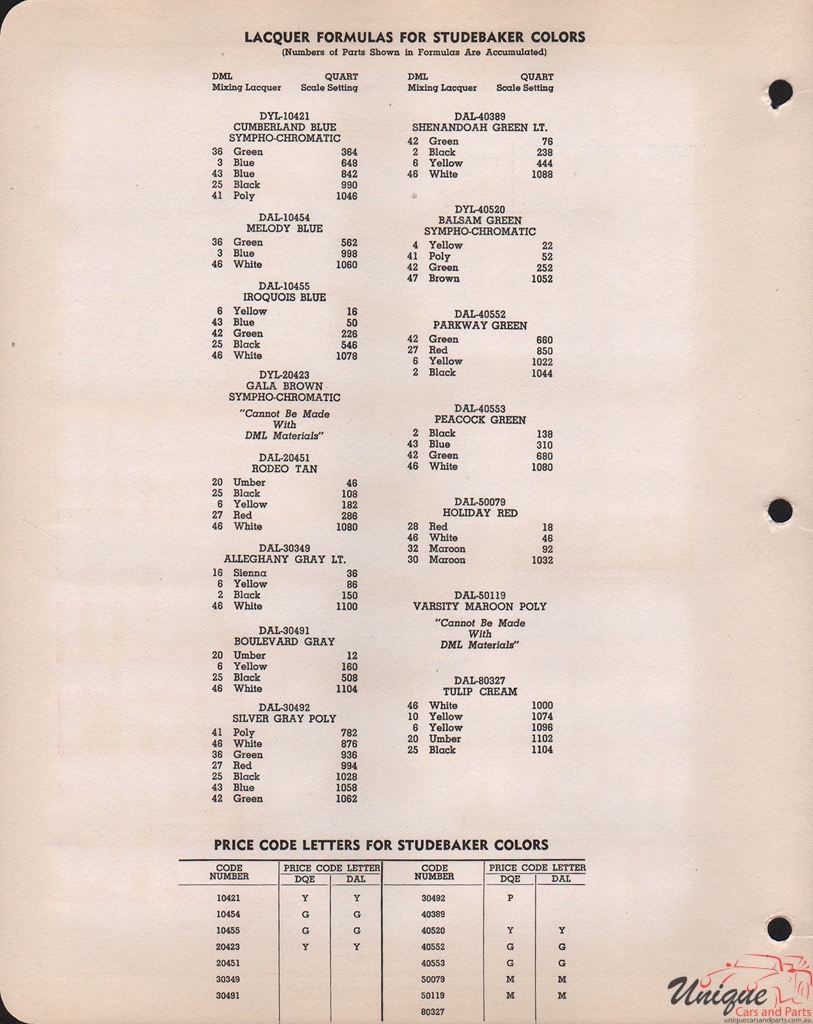 LACQUER FORMULAS FOR STUDEBAKER COLORS
(Numbers of Parts Shown in Formulas Are Accumulated)
DML QUART
Mixing Lacquer Scale Setting
DYL-10421
CUMBERLAND BLUE
SYMPHO-CHROMATIC
36 Green 364
3 Blue 648
43 Blue 842
25 Black 990
41 Poly 1046
DAL-10454
MELODY BLUE
36 Green 562
3 Blue 998
46 White 1060
DAL-10455
IROQUOIS BLUE
6 Yellow 16
43 Blue 50
42 Green 226
25 Black 546
46 White 1078
DYL-20423
GALA BROWN
SYMPHO-CHROMATIC
"Cannot Be Made
With
DML Materials"
DAL-20451
RODEO TAN
20 Umber 46
25 Black 108
6 Yellow 182
27 Red 286
46 White 1080
DAL-30349
ALLEGHANY GRAY LT.
16 Sienna 36
6 Yellow 86
2 Black 150
46 White 1100
DAL-30491
BOULEVARD GRAY
20 Umber 12
6 Yellow 160
25 Black 508
46 White 1104
DAL-30492
SILVER GRAY POLY
41 Poly 782
46 White 876
36 Green 936
27 Red 994
25 Black 1028
43 Blue 1058
42 Green 1062
DML QUART
Mixing Lacquer Scale Setting
DAL-40389
SHENANDOAH GREEN LT.
42 Green 76
2 Black 238
6 Yellow 444
46 White 1088
DYL-40520
BALSAM GREEN
SYMPHO-CHROMATIC
4 Yellow 22
41 Poly 52
42 Green 252
47 Brown 1052
DAL-40552
PARKWAY GREEN
42 Green 660
27 Red 850
6 Yellow 1022
2 Black 1044
DAL-40553
PEACOCK GREEN
2 Black 138
43 Blue 310
42 Green 680
46 White 1080
DAL-50079
HOLIDAY RED
28 Red 18
46 White 46
32 Maroon 92
30 Maroon 1032
DAL-50119
VARSITY MAROON POLY
"Cannot Be Made
With
DML Materials"
DAL-80327
TULIP CREAM
46 White 1000
10 Yellow 1074
6 Yellow 1096
20 Umber 1102
25 Black 1104
PRICE CODE LETTERS FOR STUDEBAKER COLORS
CODE NUMBER PRICE CODE LETTER CODE NUMBER PRICE CODE LETTER
DQE DAL DQE DAL
10421 Y Y 30492 P
10454 G G 40389
10455 G G 40520 Y Y
20423 Y Y 40552 G G
20451 40553 G G
30349 50079 M M
30491 50119 M M
80327
Unique
Cars and Parts
uniquecarsandparts.com.au